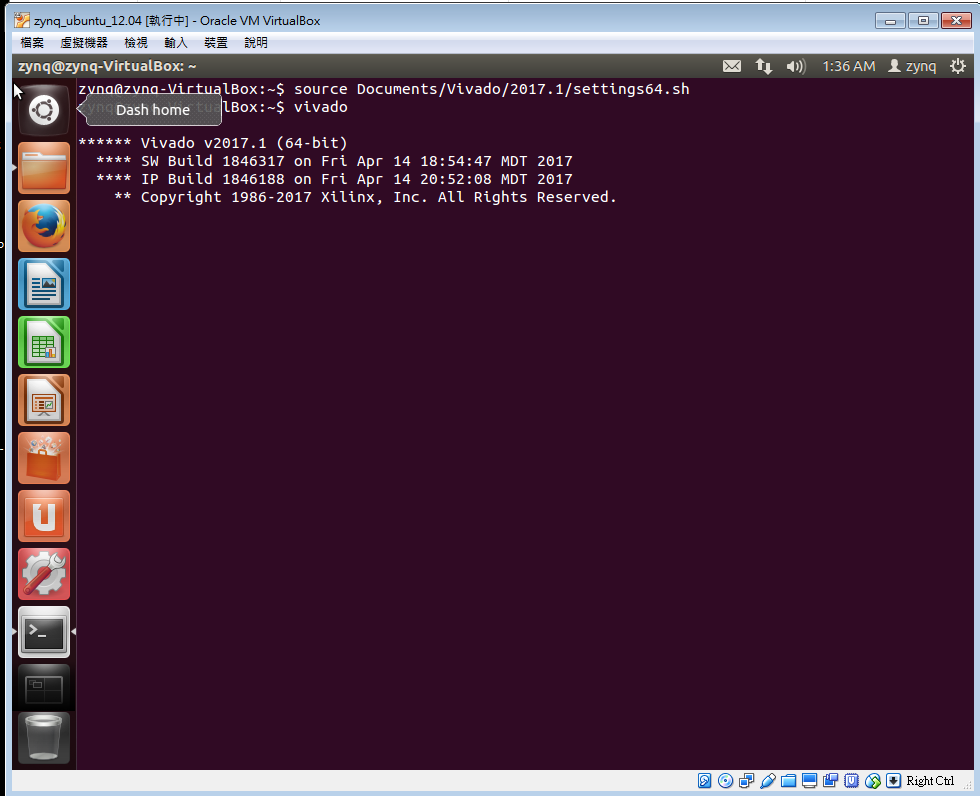 zynq_ubuntu_12.04 [執行中] - Oracle VM VirtualBox
檔案 虛擬機器 檢視 輸入 裝置 說明
zynq@zynq-VirtualBox: ~ 1:36 AM zynq
zynq@zynq-VirtualBox:~$ source Documents/Vivado/2017.1/settings64.sh
zynq@zynq-VirtualBox:~$ vivado
Dash home
****** Vivado v2017.1 (64-bit)
**** SW Build 1846317 on Fri Apr 14 18:54:47 MDT 2017
**** IP Build 1846188 on Fri Apr 14 20:52:08 MDT 2017
** Copyright 1986-2017 Xilinx, Inc. All Rights Reserved.
Right Ctrl